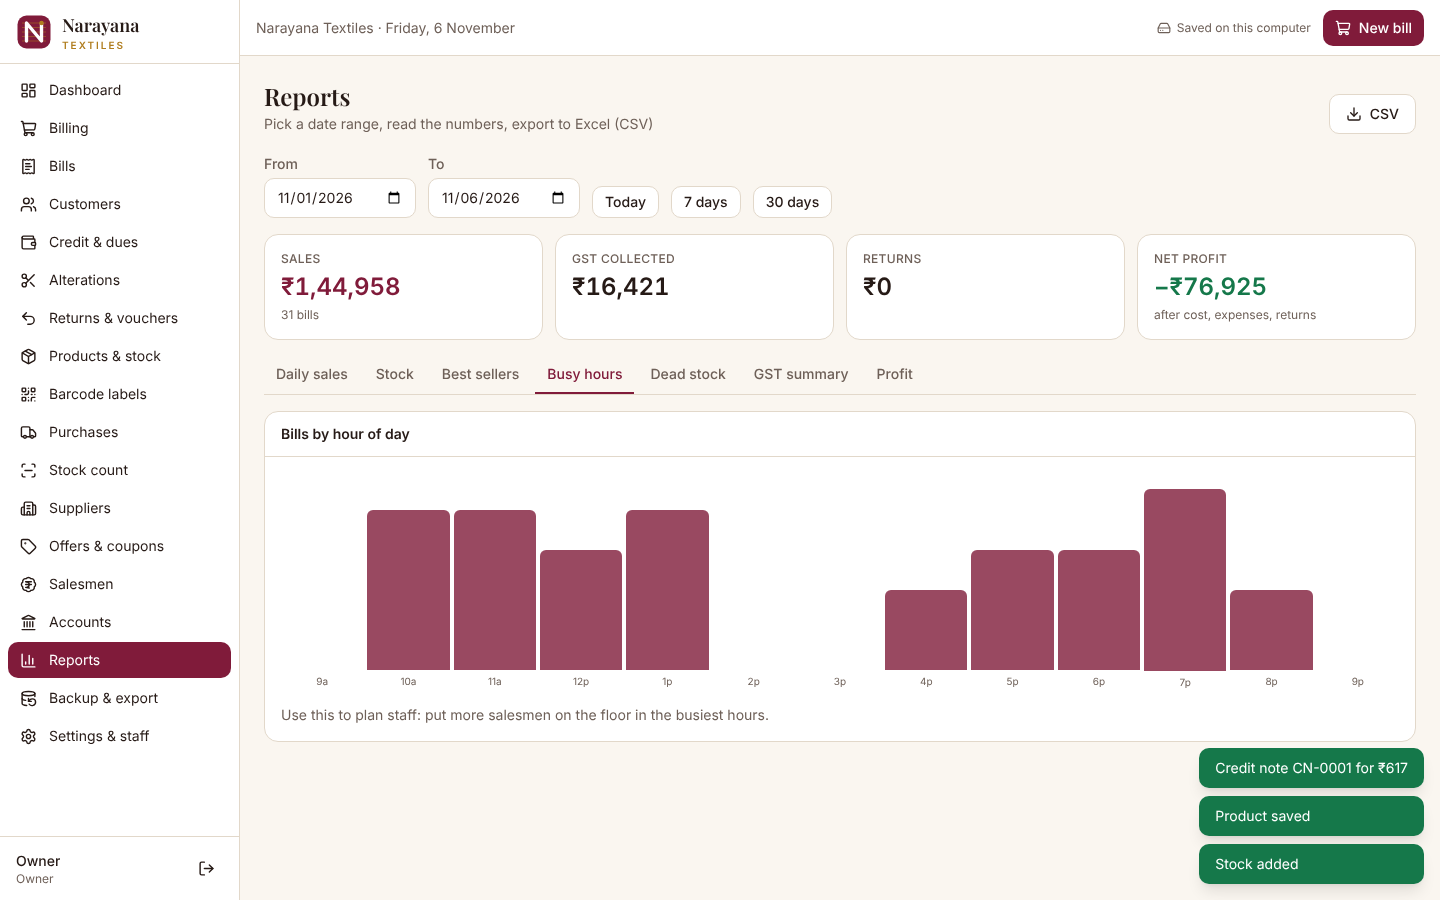 Narayana
TEXTILES
Narayana Textiles · Friday, 6 November
Saved on this computer
New bill
Dashboard
Billing
Bills
Customers
Credit & dues
Alterations
Returns & vouchers
Products & stock
Barcode labels
Purchases
Stock count
Suppliers
Offers & coupons
Salesmen
Accounts
Reports
Backup & export
Settings & staff
Owner
Owner
Reports
Pick a date range, read the numbers, export to Excel (CSV)
CSV
From
To
11/01/2026
11/06/2026
Today
7 days
30 days
SALES
₹1,44,958
31 bills
GST COLLECTED
₹16,421
RETURNS
₹0
NET PROFIT
−₹76,925
after cost, expenses, returns
Daily sales
Stock
Best sellers
Busy hours
Dead stock
GST summary
Profit
Bills by hour of day
9a 10a 11a 12p 1p 2p 3p 4p 5p 6p 7p 8p 9p
Use this to plan staff: put more salesmen on the floor in the busiest hours.
Credit note CN-0001 for ₹617
Product saved
Stock added